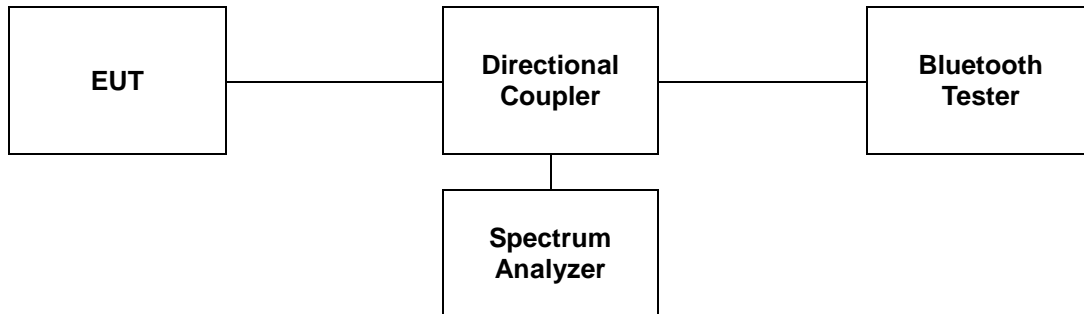 EUT
Directional
Coupler
Bluetooth
Tester
Spectrum
Analyzer